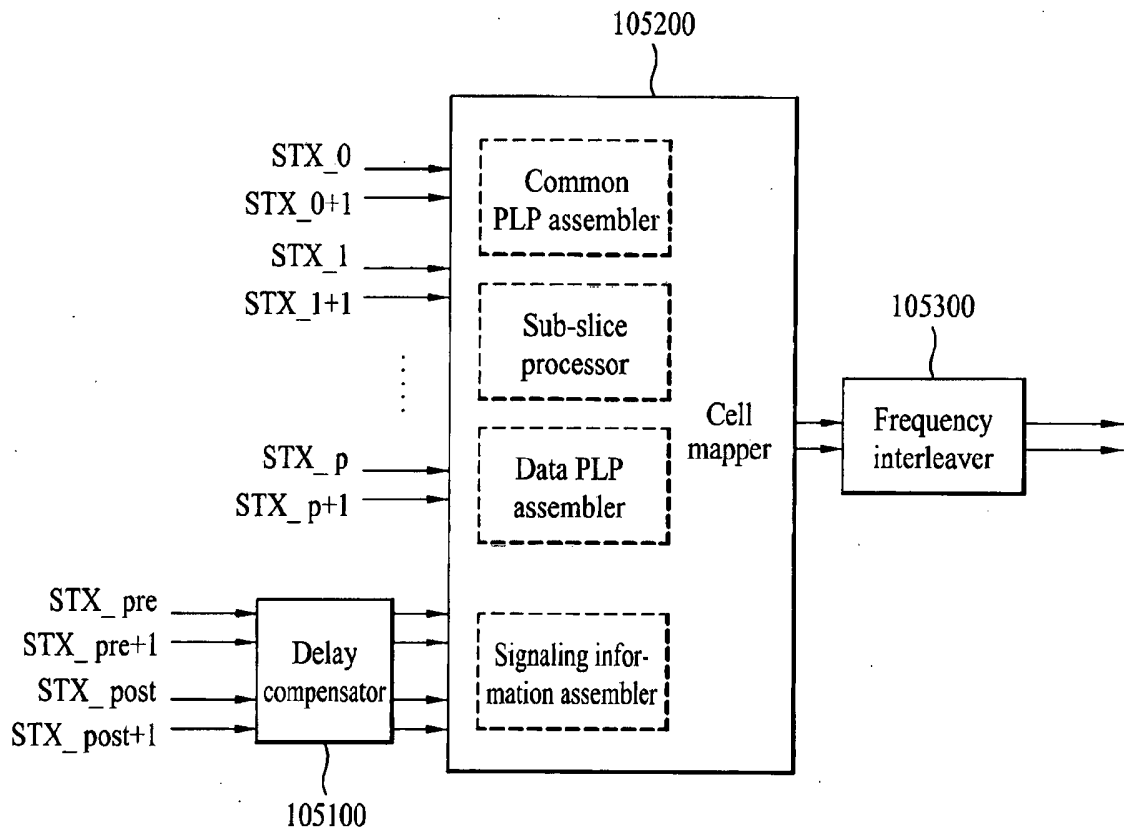 105200
STX_0
STX_0+1
STX_1
STX_1+1
STX_ p
STX_ p+1
STX_ pre
STX_ pre+1
STX_ post
STX_ post+1
Delay
compensator
105100
Common
PLP assembler
Sub-slice
processor
Data PLP
assembler
Signaling infor-
mation assembler
Cell
mapper
105300
Frequency
interleaver